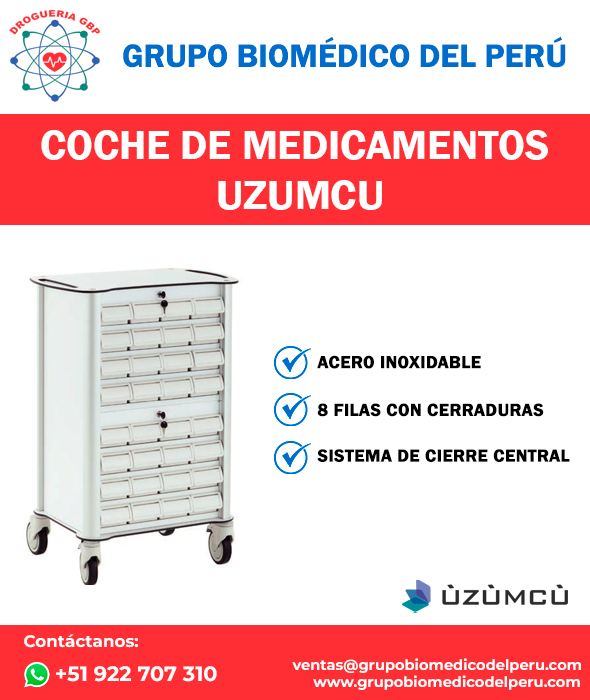 DROGUERIA GBP
GRUPO BIOMÉDICO DEL PERÚ
COCHE DE MEDICAMENTOS
UZUMCU
ACERO INOXIDABLE
8 FILAS CON CERRADURAS
SISTEMA DE CIERRE CENTRAL
ÙZÙMCÙ
Contáctanos:
+51 922 707 310
ventas@grupobiomedicodelperu.com
www.grupobiomedicodelperu.com